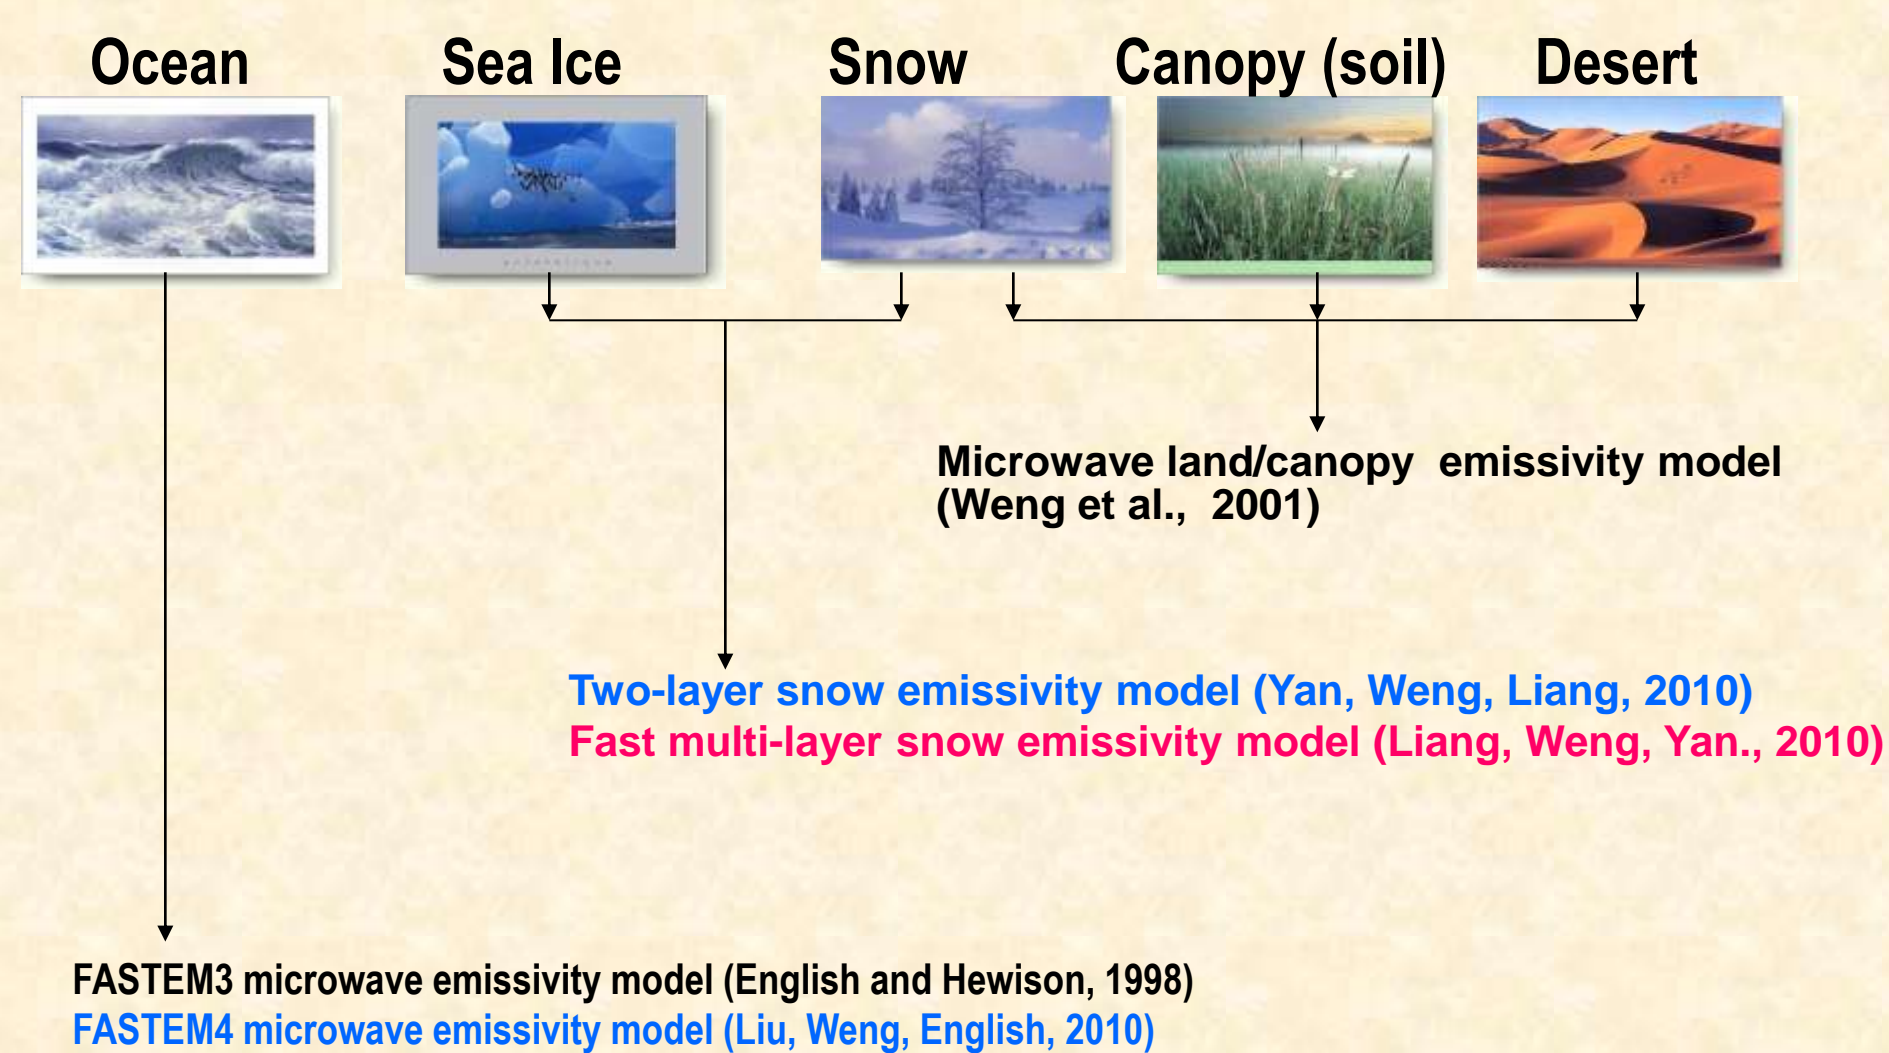 Ocean
Sea Ice
Snow
Canopy (soil)
Desert
Microwave land/canopy emissivity model
(Weng et al., 2001)
Two-layer snow emissivity model (Yan, Weng, Liang, 2010)
Fast multi-layer snow emissivity model (Liang, Weng, Yan., 2010)
FASTEM3 microwave emissivity model (English and Hewison, 1998)
FASTEM4 microwave emissivity model (Liu, Weng, English, 2010)